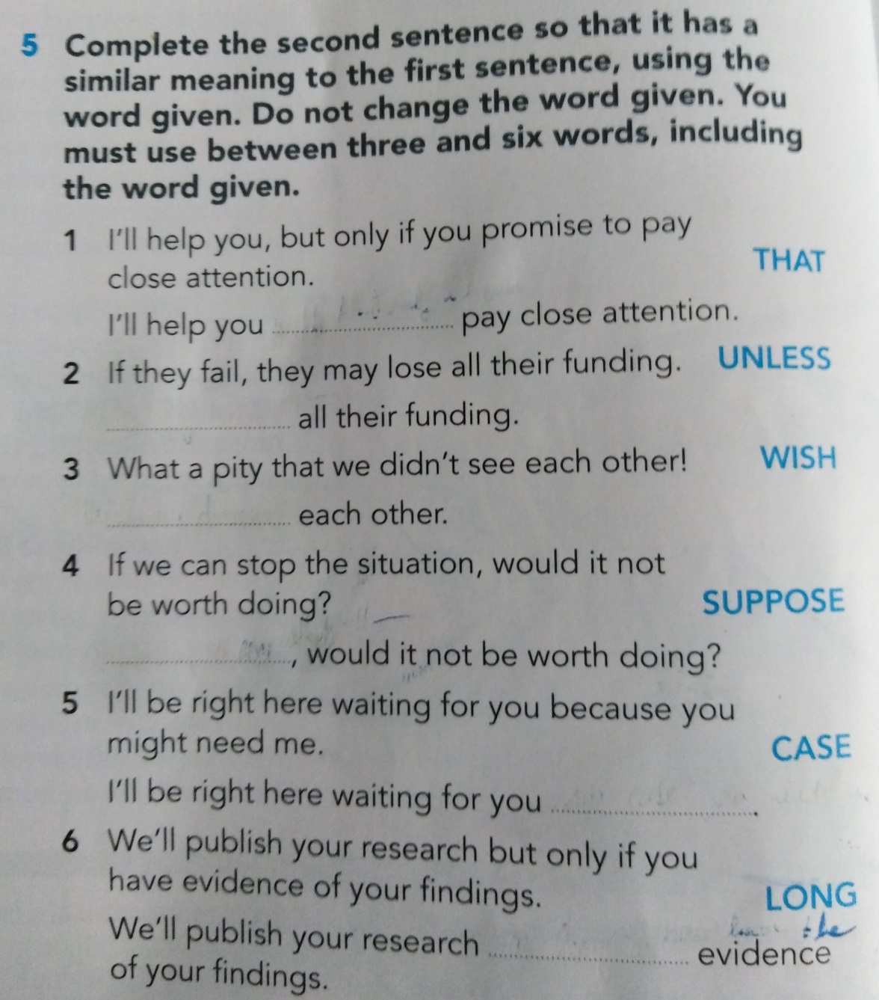 5 Complete the second sentence so that it has a
similar meaning to the first sentence, using the
word given. Do not change the word given. You
must use between three and six words, including
the word given.
1 I'll help you, but only if you promise to pay
close attention. THAT
I'll help you ........................ pay close attention.
2 If they fail, they may lose all their funding. UNLESS
........................ all their funding.
3 What a pity that we didn't see each other! WISH
........................ each other.
4 If we can stop the situation, would it not
be worth doing? SUPPOSE
........................, would it not be worth doing?
5 I'll be right here waiting for you because you
might need me. CASE
I'll be right here waiting for you .........................
6 We'll publish your research but only if you
have evidence of your findings. LONG
the
We'll publish your research ........................ evidence
of your findings.